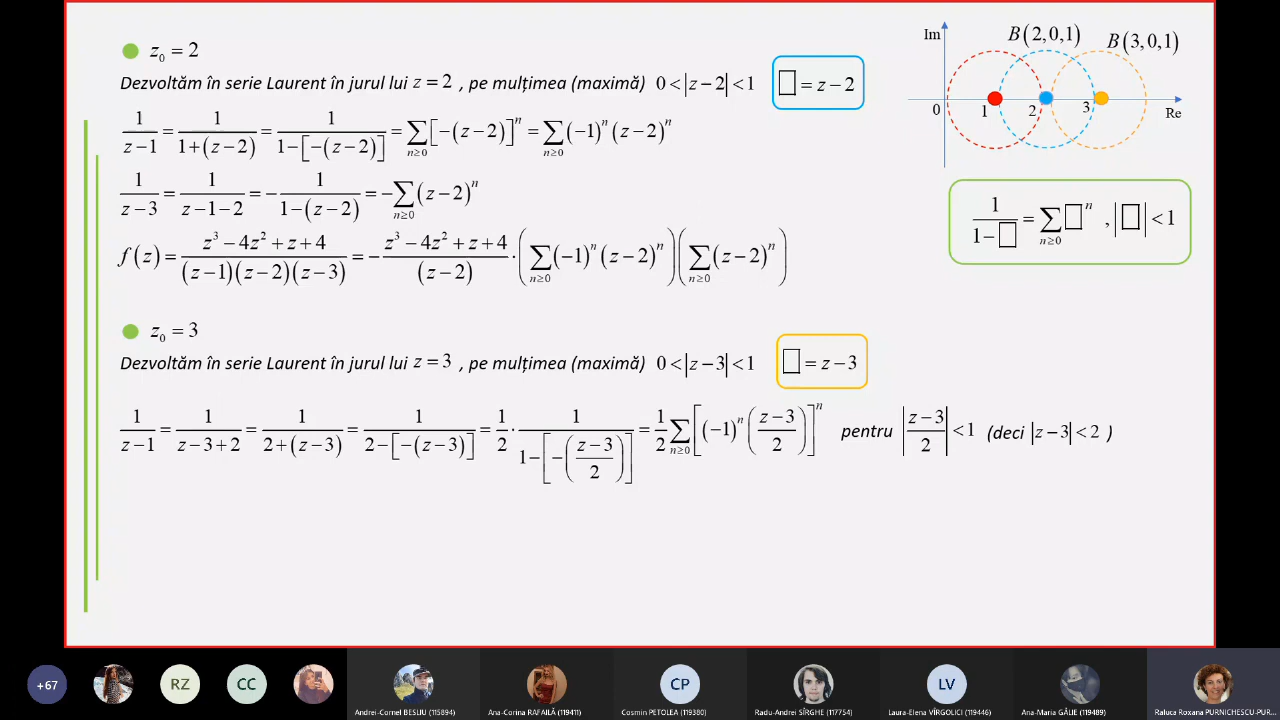 z₀ = 2
Dezvoltăm în serie Laurent în jurul lui z = 2 , pe mulțimea (maximă) 0 < |z − 2| < 1
□ = z − 2
1/(z−1) = 1/(1+(z−2)) = 1/(1−[−(z−2)]) = ∑_{n≥0} [−(z−2)]ⁿ = ∑_{n≥0} (−1)ⁿ (z−2)ⁿ
1/(z−3) = 1/(z−1−2) = − 1/(1−(z−2)) = −∑_{n≥0} (z−2)ⁿ
f(z) = (z³ − 4z² + z + 4)/((z−1)(z−2)(z−3)) = − (z³ − 4z² + z + 4)/(z−2) · (∑_{n≥0} (−1)ⁿ (z−2)ⁿ)(∑_{n≥0} (z−2)ⁿ)
Im
B(2,0,1)
B(3,0,1)
0
1
2
3
Re
1/(1−□) = ∑_{n≥0} □ⁿ , |□| < 1
z₀ = 3
Dezvoltăm în serie Laurent în jurul lui z = 3 , pe mulțimea (maximă) 0 < |z − 3| < 1
□ = z − 3
1/(z−1) = 1/(z−3+2) = 1/(2+(z−3)) = 1/(2−[−(z−3)]) = 1/2 · 1/(1−[−((z−3)/2)]) = 1/2 ∑_{n≥0} [(−1)ⁿ ((z−3)/2)]ⁿ pentru |(z−3)/2| < 1 (deci |z − 3| < 2 )
+67
RZ
CC
CP
LV
Andrei-Cornel BESLIU (115894)
Ana-Corina RAFAILĂ (119411)
Cosmin PETOLEA (119380)
Radu-Andrei SÎRGHE (117754)
Laura-Elena VÎRGOLICI (119446)
Ana-Maria GĂLIE (119489)
Raluca Roxana PURNICHESCU-PUR...